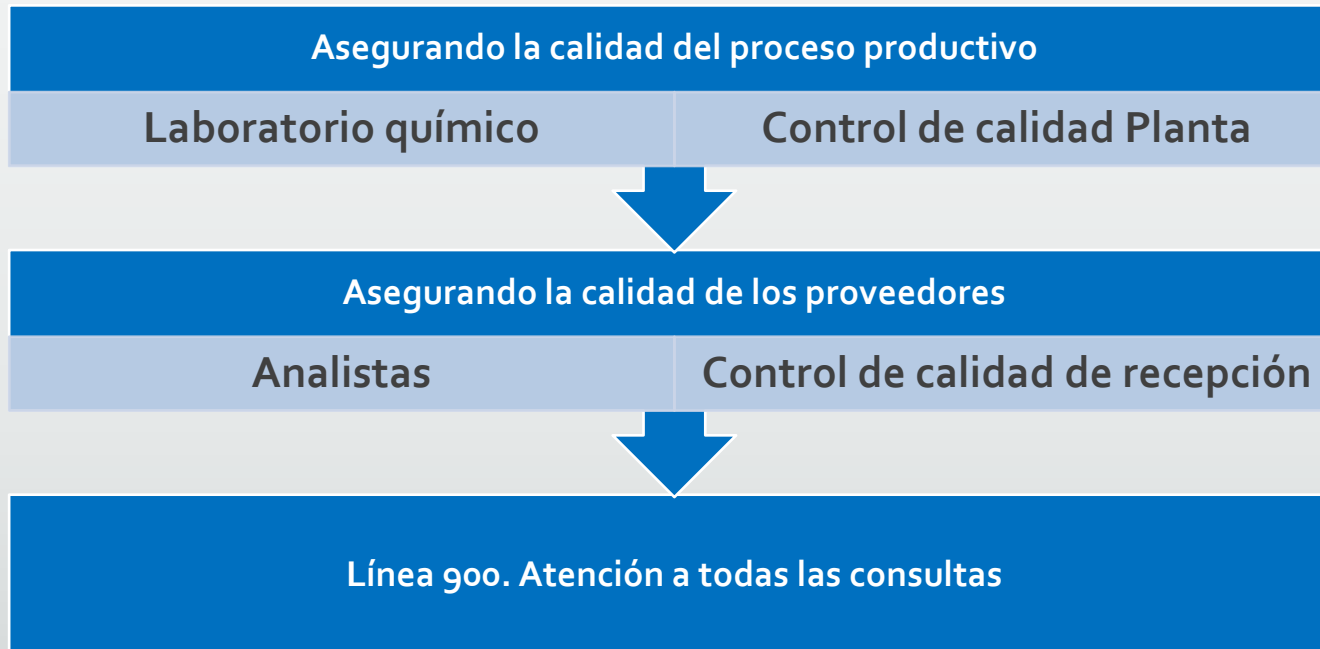 Asegurando la calidad del proceso productivo
Laboratorio químico
Control de calidad Planta
Asegurando la calidad de los proveedores
Analistas
Control de calidad de recepción
Línea 900. Atención a todas las consultas